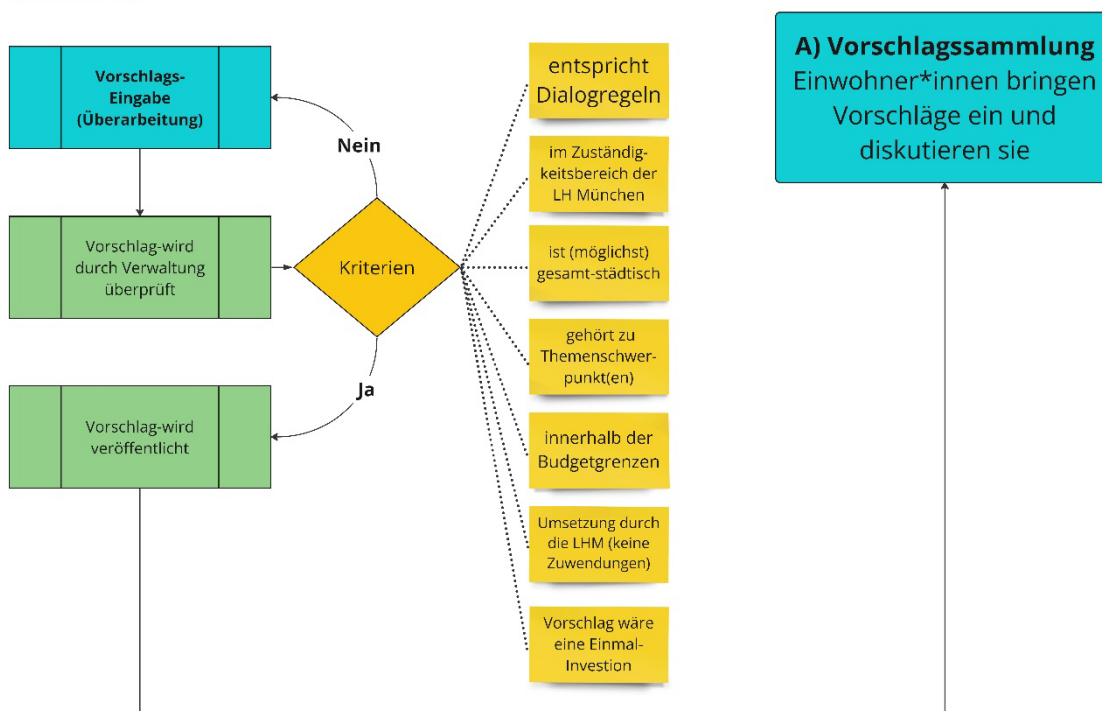 Vorschlags-
Eingabe
(Überarbeitung)
Nein
Vorschlag-wird
durch Verwaltung
überprüft
Kriterien
Ja
Vorschlag-wird
veröffentlicht
entspricht
Dialogregeln
im Zuständig-
keitsbereich der
LH München
ist (möglichst)
gesamt-städtisch
gehört zu
Themenschwer-
punkt(en)
innerhalb der
Budgetgrenzen
Umsetzung durch
die LHM (keine
Zuwendungen)
Vorschlag wäre
eine Einmal-
Investion
A) Vorschlagssammlung
Einwohner*innen bringen
Vorschläge ein und
diskutieren sie